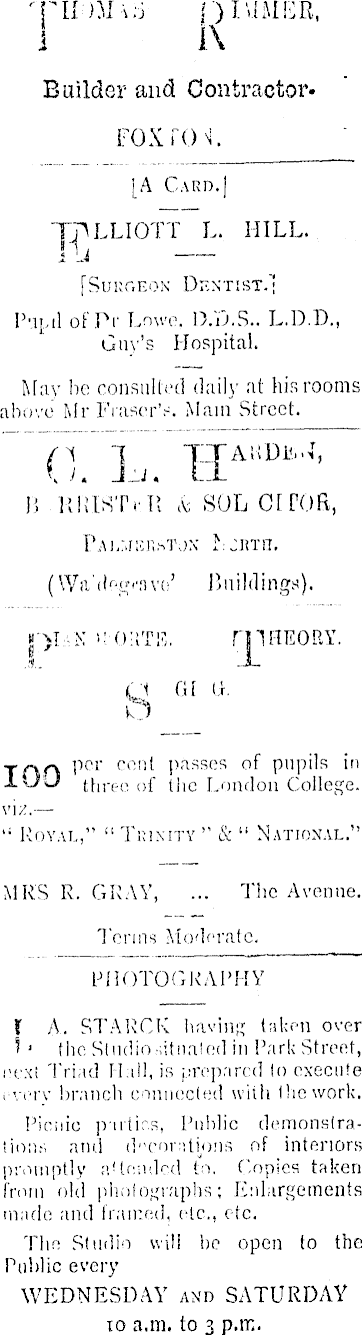 THOMAS RIMMER,
Builder and Contractor.
FOXTON.
[A CARD.]
ELLIOTT L. HILL.
[SURGEON DENTIST.]
Pupil of Dr Lowe. D.D.S.. L.D.D.,
Guy's Hospital.
May be consulted daily at his rooms
above Mr Fraser's. Main Street.
C. L. HARDEN,
BARRISTER & SOLICITOR,
PALMERSTON NORTH.
(Waldegrave' Buildings).
PIANOFORTE. THEORY.
SINGING.
100 per cent passes of pupils in
three of the London College.
viz.—
" ROYAL," " TRINITY " & " NATIONAL."
MRS R. GRAY, ... The Avenue.
Terms Moderate.
PHOTOGRAPHY
A. STARCK having taken over
the Studio situated in Park Street,
next Triad Hall, is prepared to execute
every branch connected with the work.
Picnic parties, Public demonstra-
tions and decorations of interiors
promptly attended to. Copies taken
from old photographs; Enlargements
made and framed, etc., etc.
The Studio will be open to the
Public every
WEDNESDAY AND SATURDAY
10 a.m. to 3 p.m.